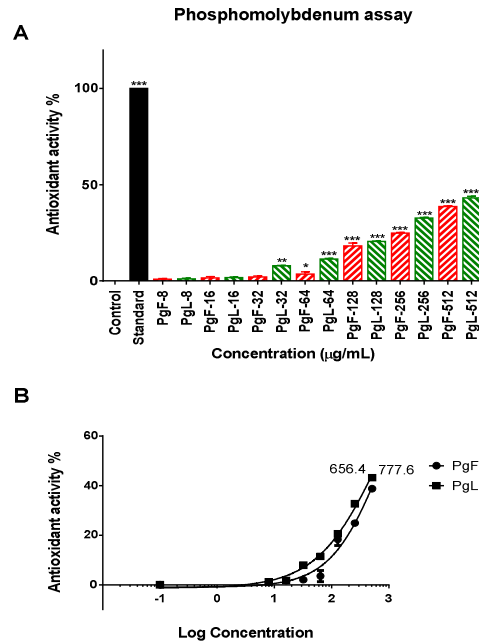 Phosphomolybdenum assay
A
Antioxidant activity %
100
50
0
***
**
*
***
***
***
***
***
***
***
Control
Standard
PgF-8
PgL-8
PgF-16
PgL-16
PgF-32
PgL-32
PgF-64
PgL-64
PgF-128
PgL-128
PgF-256
PgL-256
PgF-512
PgL-512
Concentration (µg/mL)
B
Antioxidant activity %
60
40
20
0
656.4 777.6
PgF
PgL
-1 0 1 2 3
Log Concentration